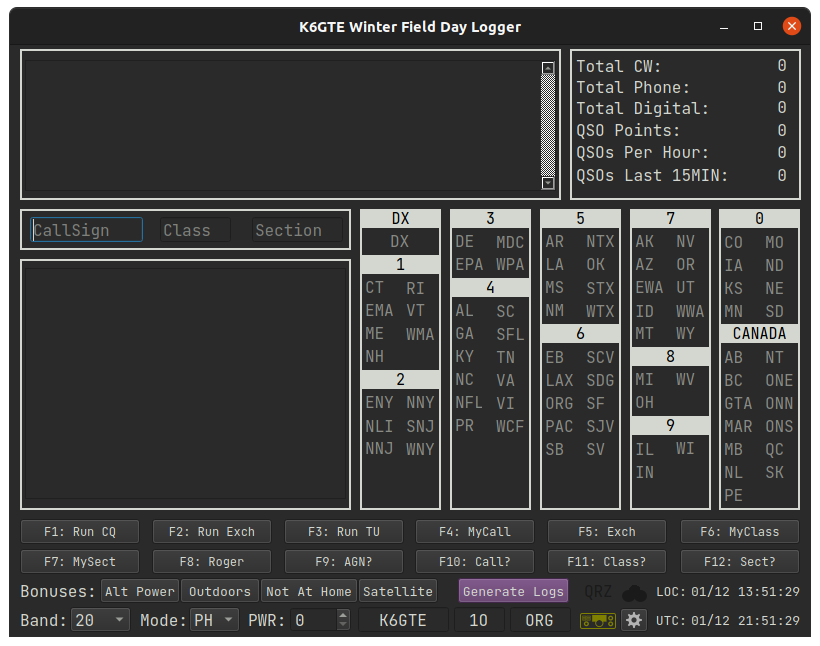 K6GTE Winter Field Day Logger
Total CW: 0
Total Phone: 0
Total Digital: 0
QSO Points: 0
QSOs Per Hour: 0
QSOs Last 15MIN: 0
CallSign Class Section
DX
DX
1
CT RI
EMA VT
ME WMA
NH
2
ENY NNY
NLI SNJ
NNJ WNY
3
DE MDC
EPA WPA
4
AL SC
GA SFL
KY TN
NC VA
NFL VI
PR WCF
5
AR NTX
LA OK
MS STX
NM WTX
6
EB SCV
LAX SDG
ORG SF
PAC SJV
SB SV
7
AK NV
AZ OR
EWA UT
ID WWA
MT WY
8
MI WV
OH
9
IL WI
IN
0
CO MO
IA ND
KS NE
MN SD
CANADA
AB NT
BC ONE
GTA ONN
MAR ONS
MB QC
NL SK
PE
F1: Run CQ F2: Run Exch F3: Run TU F4: MyCall F5: Exch F6: MyClass
F7: MySect F8: Roger F9: AGN? F10: Call? F11: Class? F12: Sect?
Bonuses: Alt Power Outdoors Not At Home Satellite Generate Logs QRZ LOC: 01/12 13:51:29
Band: 20 Mode: PH PWR: 0 K6GTE 1O ORG UTC: 01/12 21:51:29